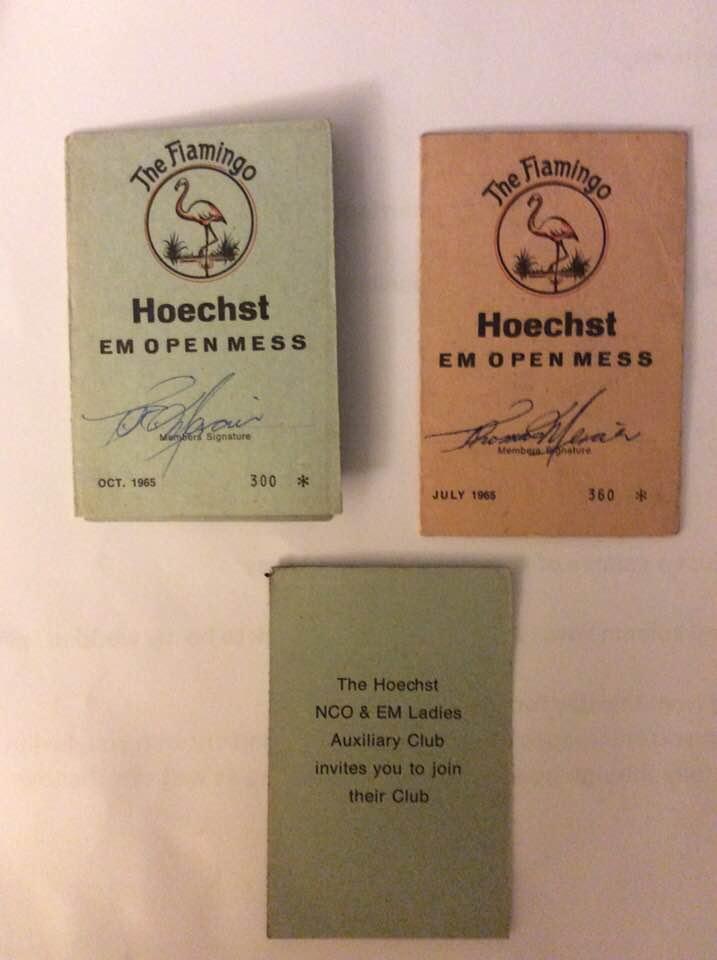 The Flamingo
Hoechst
EM OPEN MESS
Members Signature
OCT. 1965 300 *
The Flamingo
Hoechst
EM OPEN MESS
Members Signature
JULY 1965 360 *
The Hoechst
NCO & EM Ladies
Auxiliary Club
invites you to join
their Club